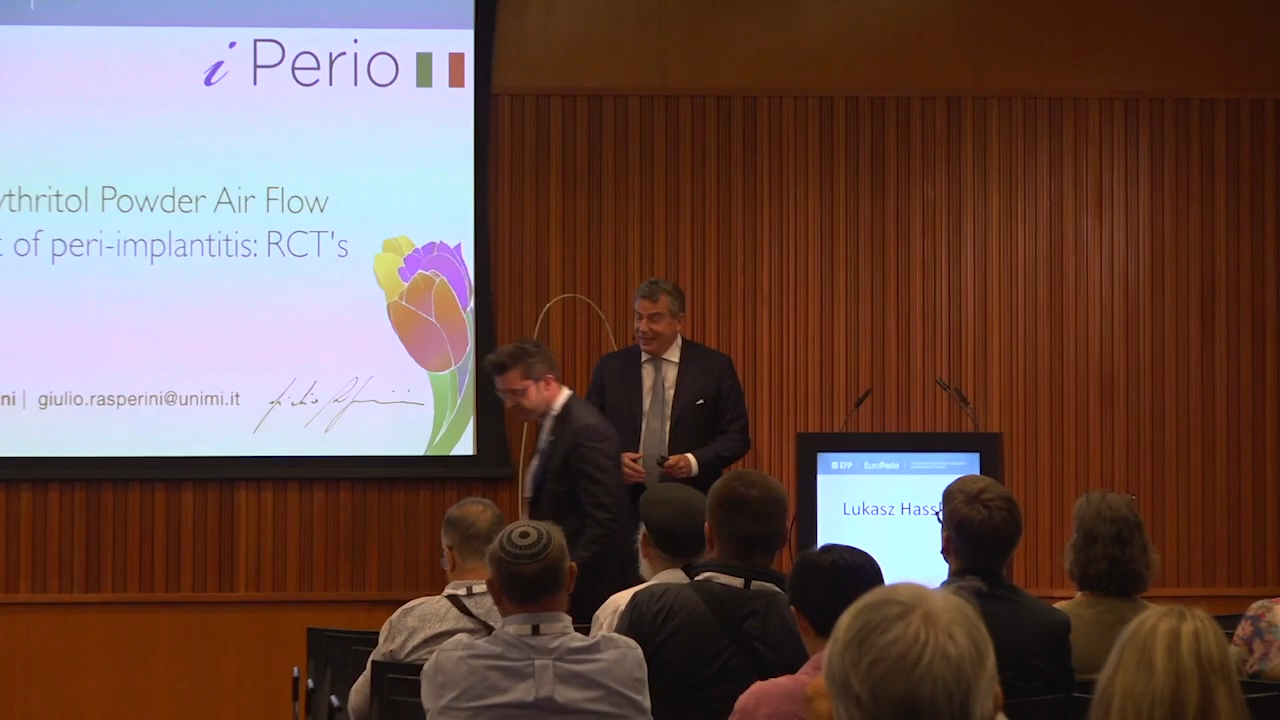 i Perio
ythritol Powder Air Flow
t of peri-implantitis: RCT's
ni | giulio.rasperini@unimi.it
EFP EuroPerio
Lukasz Hass